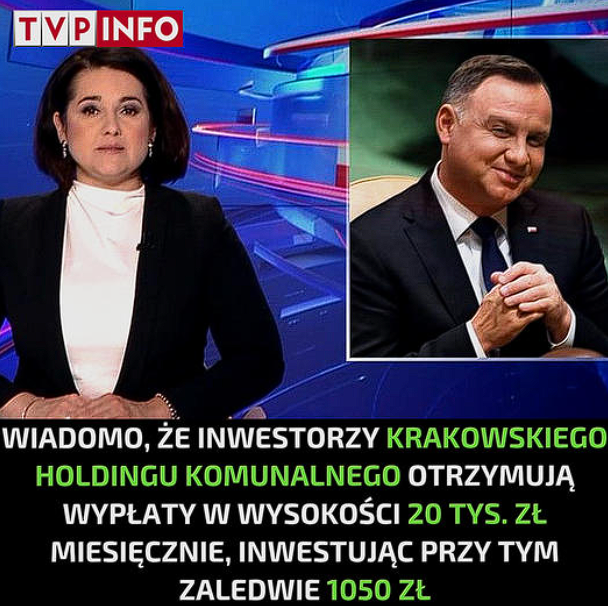 TVP INFO
WIADOMO, ŻE INWESTORZY KRAKOWSKIEGO
HOLDINGU KOMUNALNEGO OTRZYMUJĄ
WYPŁATY W WYSOKOŚCI 20 TYS. ZŁ
MIESIĘCZNIE, INWESTUJĄC PRZY TYM
ZALEDWIE 1050 ZŁ